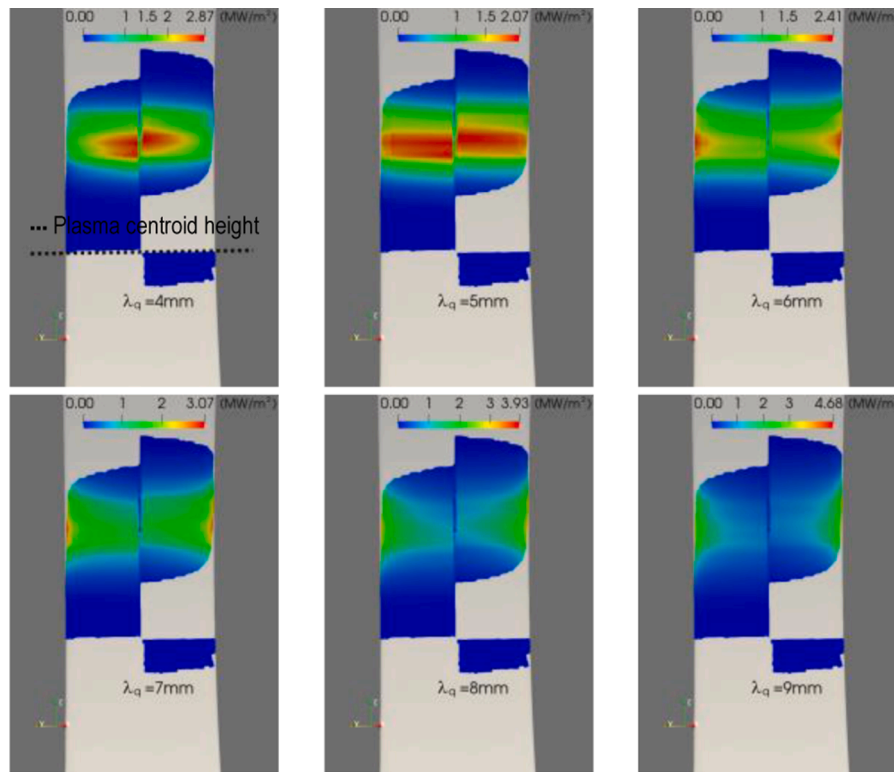 0.00 1 1.5 2.87 (MW/m²)
0.00 1 1.5 2.07 (MW/m²)
0.00 1 1.5 2.41 (MW/m
••• Plasma centroid height
λq =4mm
λq =5mm
λq =6mm
Y
Y
Y
0.00 1 2 3.07 (MW/m²)
0.00 1 2 3 3.93 (MW/m²)
0.00 1 2 3 4.68 (MW/m
λq =7mm
λq =8mm
λq =9mm
Y
Y
Y